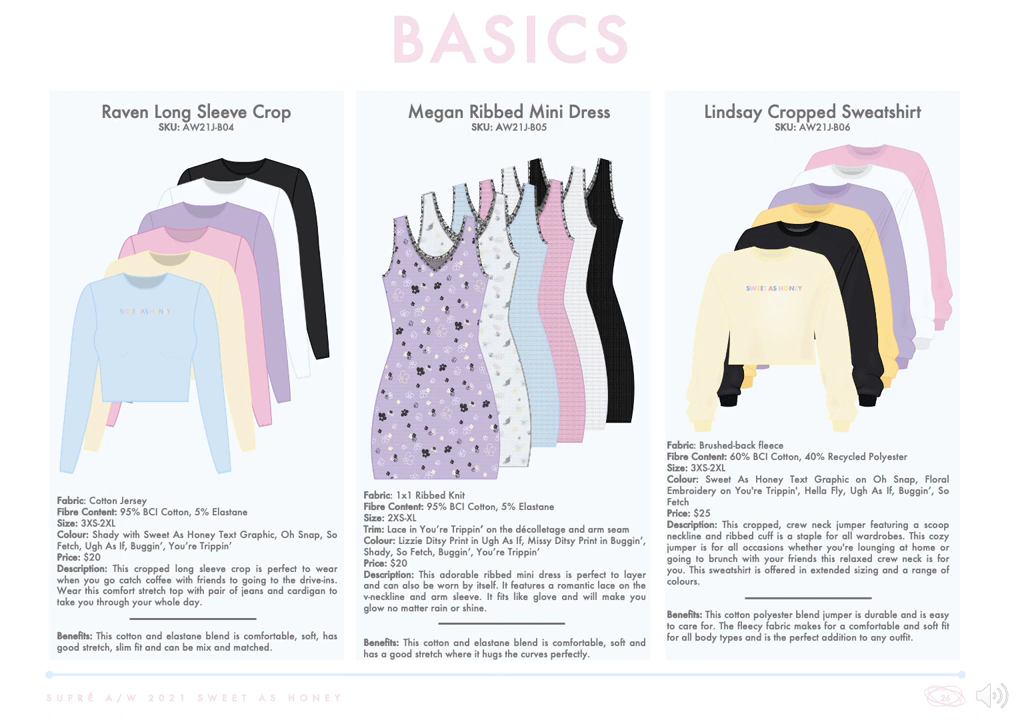 BASICS
Raven Long Sleeve Crop
SKU: AW21J-B04
SWEET AS HONEY
Fabric: Cotton Jersey
Fibre Content: 95% BCI Cotton, 5% Elastane
Size: 3XS-2XL
Colour: Shady with Sweet As Honey Text Graphic, Oh Snap, So
Fetch, Ugh As If, Buggin’, You’re Trippin’
Price: $20
Description: This cropped long sleeve crop is perfect to wear
when you go catch coffee with friends to going to the drive-ins.
Wear this comfort stretch top with pair of jeans and cardigan to
take you through your whole day.
Benefits: This cotton and elastane blend is comfortable, soft, has
good stretch, slim fit and can be mix and matched.
Megan Ribbed Mini Dress
SKU: AW21J-B05
Fabric: 1x1 Ribbed Knit
Fibre Content: 95% BCI Cotton, 5% Elastane
Size: 2XS-XL
Trim: Lace in You’re Trippin’ on the décolletage and arm seam
Colour: Lizzie Ditsy Print in Ugh As If, Missy Ditsy Print in Buggin’,
Shady, So Fetch, Buggin’, You’re Trippin’
Price: $20
Description: This adorable ribbed mini dress is perfect to layer
and can also be worn by itself. It features a romantic lace on the
v-neckline and arm sleeve. It fits like glove and will make you
glow no matter rain or shine.
Benefits: This cotton and elastane blend is comfortable, soft and
has a good stretch where it hugs the curves perfectly.
Lindsay Cropped Sweatshirt
SKU: AW21J-B06
SWEET AS HONEY
Fabric: Brushed-back fleece
Fibre Content: 60% BCI Cotton, 40% Recycled Polyester
Size: 3XS-2XL
Colour: Sweet As Honey Text Graphic on Oh Snap, Floral
Embroidery on You're Trippin', Hella Fly, Ugh As If, Buggin’, So
Fetch
Price: $25
Description: This cropped, crew neck jumper featuring a scoop
neckline and ribbed cuff is a staple for all wardrobes. This cozy
jumper is for all occasions whether you're lounging at home or
going to brunch with your friends this relaxed crew neck is for
you. This sweatshirt is offered in extended sizing and a range of
colours.
Benefits: This cotton polyester blend jumper is durable and is easy
to care for. The fleecy fabric makes for a comfortable and soft fit
for all body types and is the perfect addition to any outfit.
SUPRÉ A/W 2021 SWEET AS HONEY
26